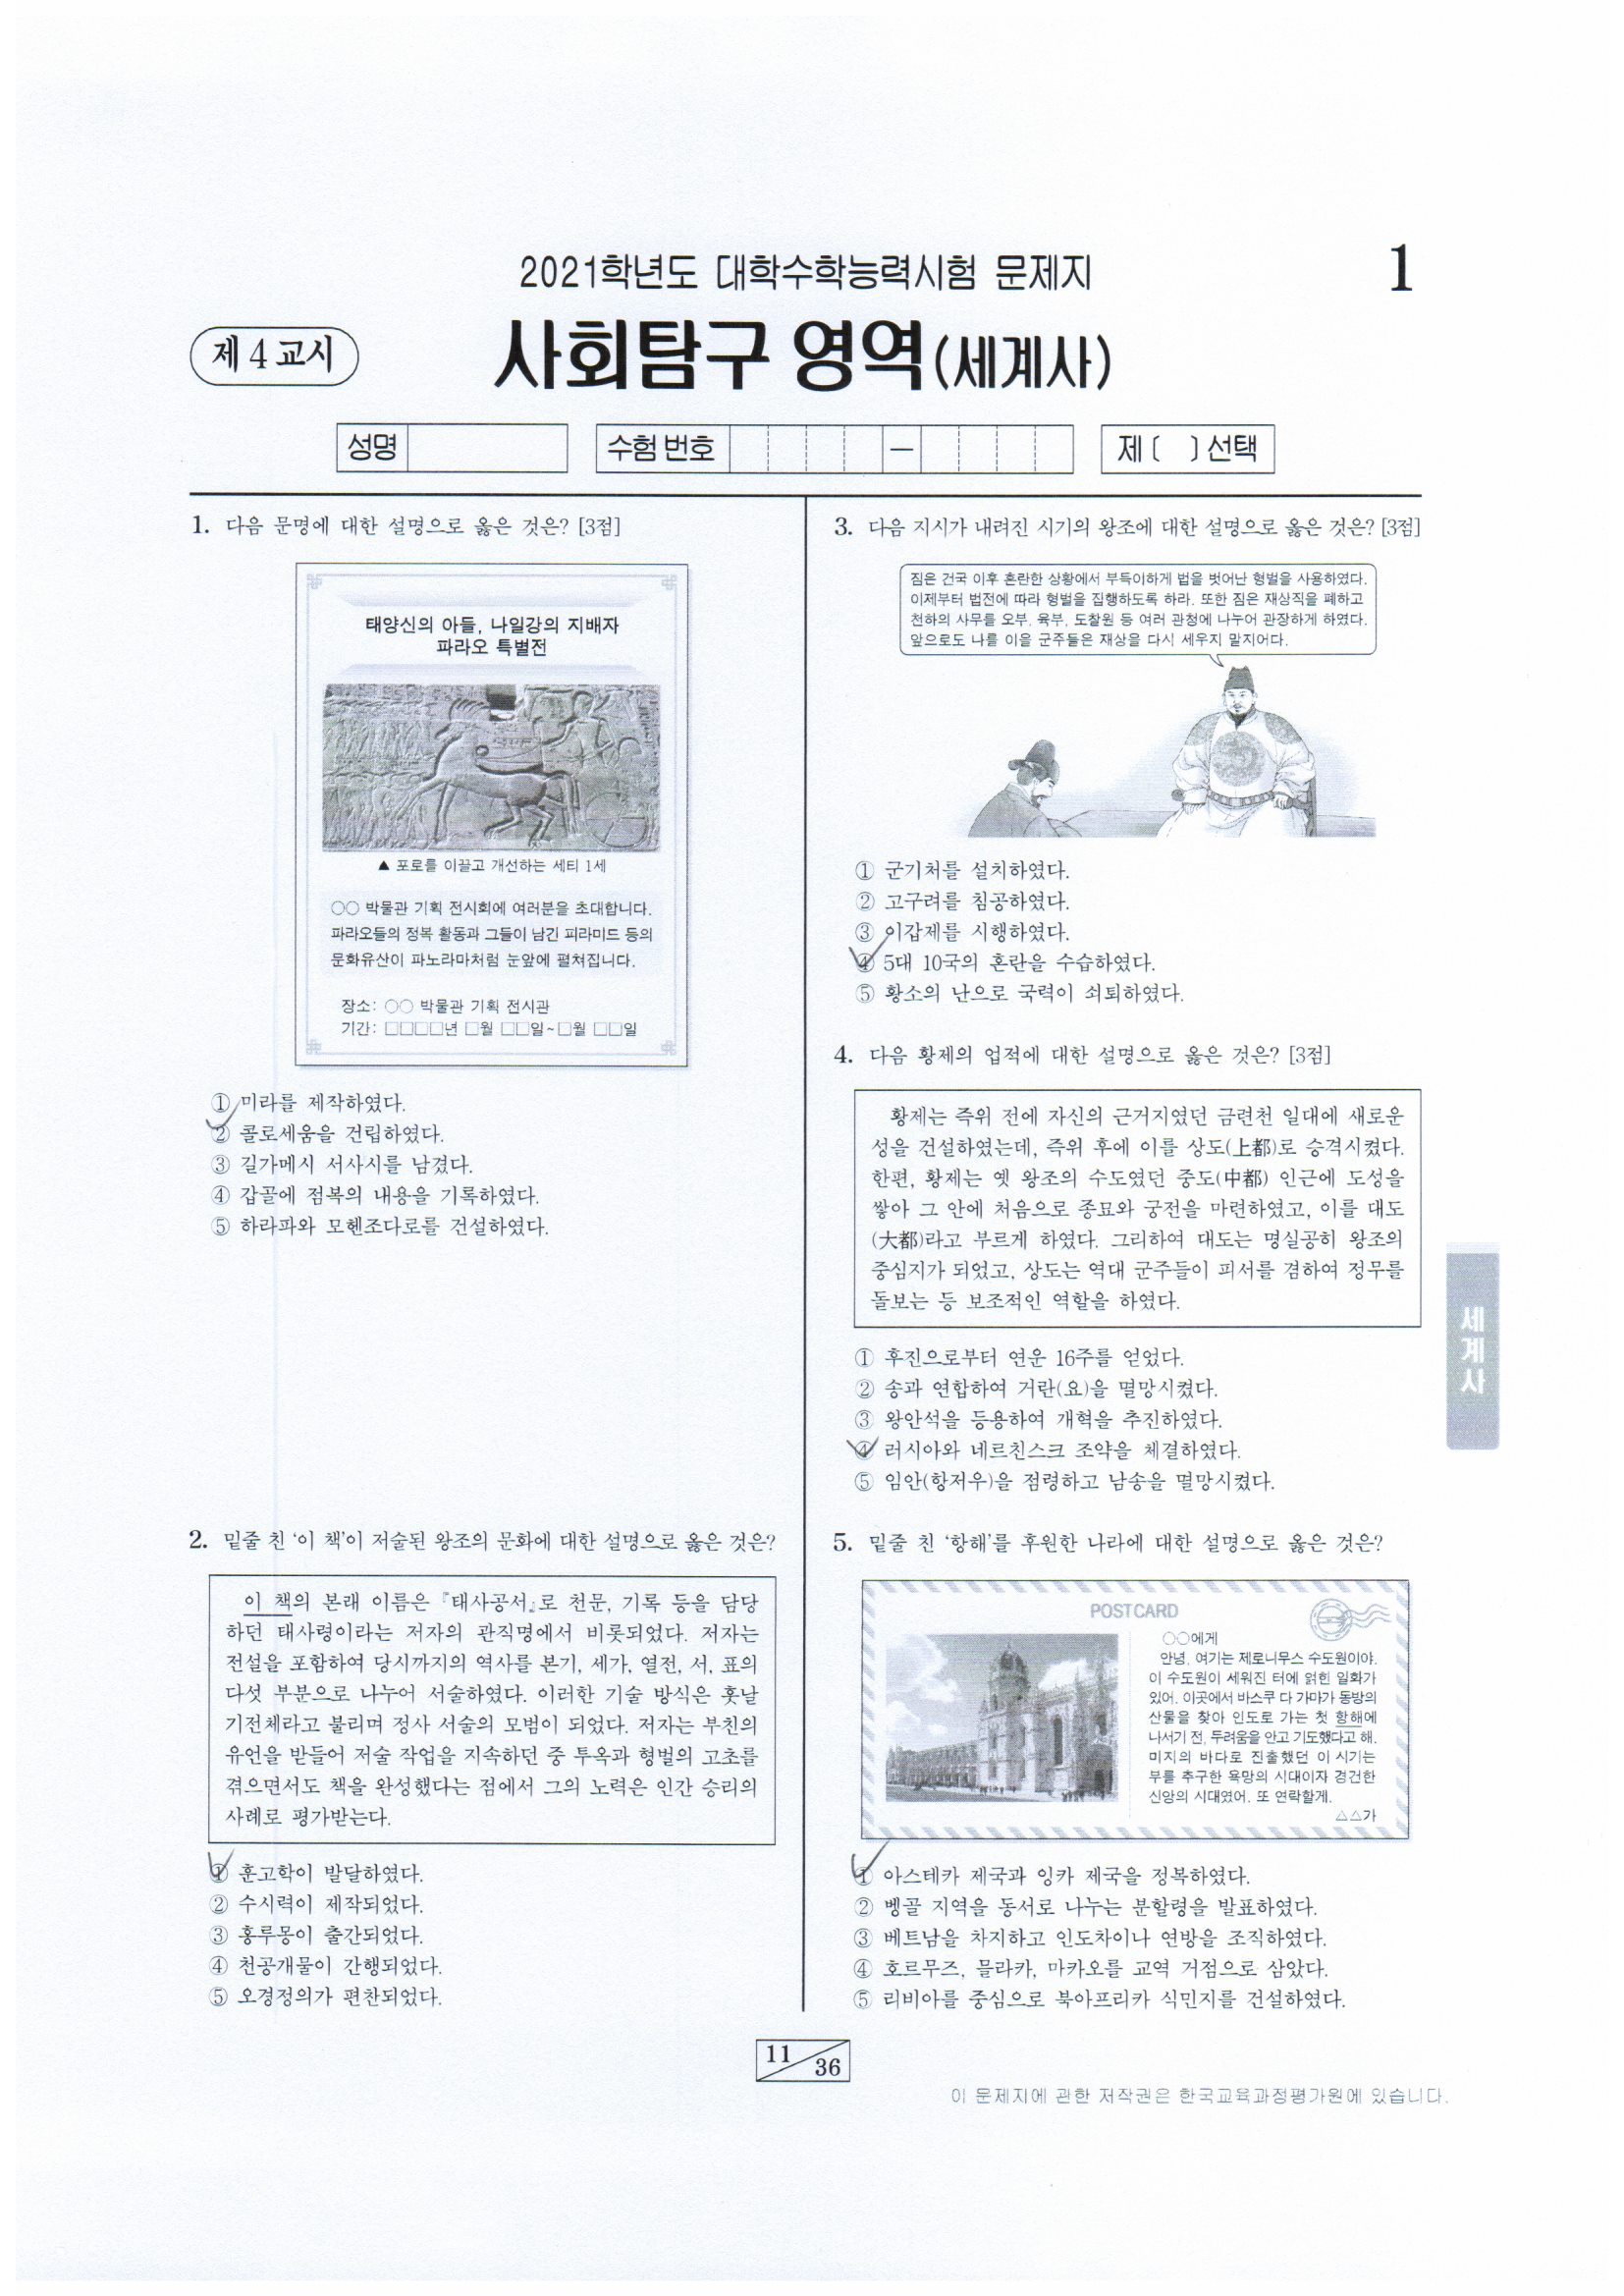 2021학년도 대학수학능력시험 문제지
1
제 4 교시
사회탐구 영역(세계사)
성명
수험 번호
—
제 ( ) 선택
1. 다음 문명에 대한 설명으로 옳은 것은? [3점]
태양신의 아들, 나일강의 지배자
파라오 특별전
▲ 포로를 이끌고 개선하는 세티 1세
○○ 박물관 기획 전시회에 여러분을 초대합니다.
파라오들의 정복 활동과 그들이 남긴 피라미드 등의
문화유산이 파노라마처럼 눈앞에 펼쳐집니다.
장소: ○○ 박물관 기획 전시관
기간: □□□□년 □월 □□일~□월 □□일
① 미라를 제작하였다.
② 콜로세움을 건립하였다.
③ 길가메시 서사시를 남겼다.
④ 갑골에 점복의 내용을 기록하였다.
⑤ 하라파와 모헨조다로를 건설하였다.
2. 밑줄 친 ‘이 책’이 저술된 왕조의 문화에 대한 설명으로 옳은 것은?
이 책의 본래 이름은 『태사공서』로 천문, 기록 등을 담당
하던 태사령이라는 저자의 관직명에서 비롯되었다. 저자는
전설을 포함하여 당시까지의 역사를 본기, 세가, 열전, 서, 표의
다섯 부분으로 나누어 서술하였다. 이러한 기술 방식은 훗날
기전체라고 불리며 정사 서술의 모범이 되었다. 저자는 부친의
유언을 받들어 저술 작업을 지속하던 중 투옥과 형벌의 고초를
겪으면서도 책을 완성했다는 점에서 그의 노력은 인간 승리의
사례로 평가받는다.
① 훈고학이 발달하였다.
② 수시력이 제작되었다.
③ 홍루몽이 출간되었다.
④ 천공개물이 간행되었다.
⑤ 오경정의가 편찬되었다.
3. 다음 지시가 내려진 시기의 왕조에 대한 설명으로 옳은 것은? [3점]
짐은 건국 이후 혼란한 상황에서 부득이하게 법을 벗어난 형벌을 사용하였다.
이제부터 법전에 따라 형벌을 집행하도록 하라. 또한 짐은 재상직을 폐하고
천하의 사무를 오부, 육부, 도찰원 등 여러 관청에 나누어 관장하게 하였다.
앞으로도 나를 이을 군주들은 재상을 다시 세우지 말지어다.
① 군기처를 설치하였다.
② 고구려를 침공하였다.
③ 이갑제를 시행하였다.
④ 5대 10국의 혼란을 수습하였다.
⑤ 황소의 난으로 국력이 쇠퇴하였다.
4. 다음 황제의 업적에 대한 설명으로 옳은 것은? [3점]
황제는 즉위 전에 자신의 근거지였던 금련천 일대에 새로운
성을 건설하였는데, 즉위 후에 이를 상도(上都)로 승격시켰다.
한편, 황제는 옛 왕조의 수도였던 중도(中都) 인근에 도성을
쌓아 그 안에 처음으로 종묘와 궁전을 마련하였고, 이를 대도
(大都)라고 부르게 하였다. 그리하여 대도는 명실공히 왕조의
중심지가 되었고, 상도는 역대 군주들이 피서를 겸하여 정무를
돌보는 등 보조적인 역할을 하였다.
① 후진으로부터 연운 16주를 얻었다.
② 송과 연합하여 거란(요)을 멸망시켰다.
③ 왕안석을 등용하여 개혁을 추진하였다.
④ 러시아와 네르친스크 조약을 체결하였다.
⑤ 임안(항저우)을 점령하고 남송을 멸망시켰다.
5. 밑줄 친 ‘항해’를 후원한 나라에 대한 설명으로 옳은 것은?
POST CARD
○○에게
안녕, 여기는 제로니무스 수도원이야.
이 수도원이 세워진 터에 얽힌 일화가
있어. 이곳에서 바스쿠 다 가마가 동방의
산물을 찾아 인도로 가는 첫 항해에
나서기 전, 두려움을 안고 기도했다고 해.
미지의 바다로 진출했던 이 시기는
부를 추구한 욕망의 시대이자 경건한
신앙의 시대였어. 또 연락할게.
△△가
① 아스테카 제국과 잉카 제국을 정복하였다.
② 벵골 지역을 동서로 나누는 분할령을 발표하였다.
③ 베트남을 차지하고 인도차이나 연방을 조직하였다.
④ 호르무즈, 믈라카, 마카오를 교역 거점으로 삼았다.
⑤ 리비아를 중심으로 북아프리카 식민지를 건설하였다.
세계사
11
36
이 문제지에 관한 저작권은 한국교육과정평가원에 있습니다.